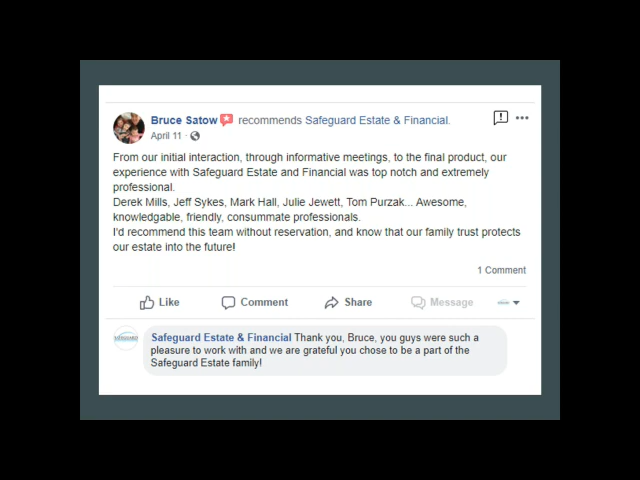 Bruce Satow recommends Safeguard Estate & Financial.
April 11 ·
From our initial interaction, through informative meetings, to the final product, our
experience with Safeguard Estate and Financial was top notch and extremely
professional.
Derek Mills, Jeff Sykes, Mark Hall, Julie Jewett, Tom Purzak... Awesome,
knowledgable, friendly, consummate professionals.
I'd recommend this team without reservation, and know that our family trust protects
our estate into the future!
1 Comment
Like Comment Share Message
SAFEGUARD
Safeguard Estate & Financial Thank you, Bruce, you guys were such a
pleasure to work with and we are grateful you chose to be a part of the
Safeguard Estate family!